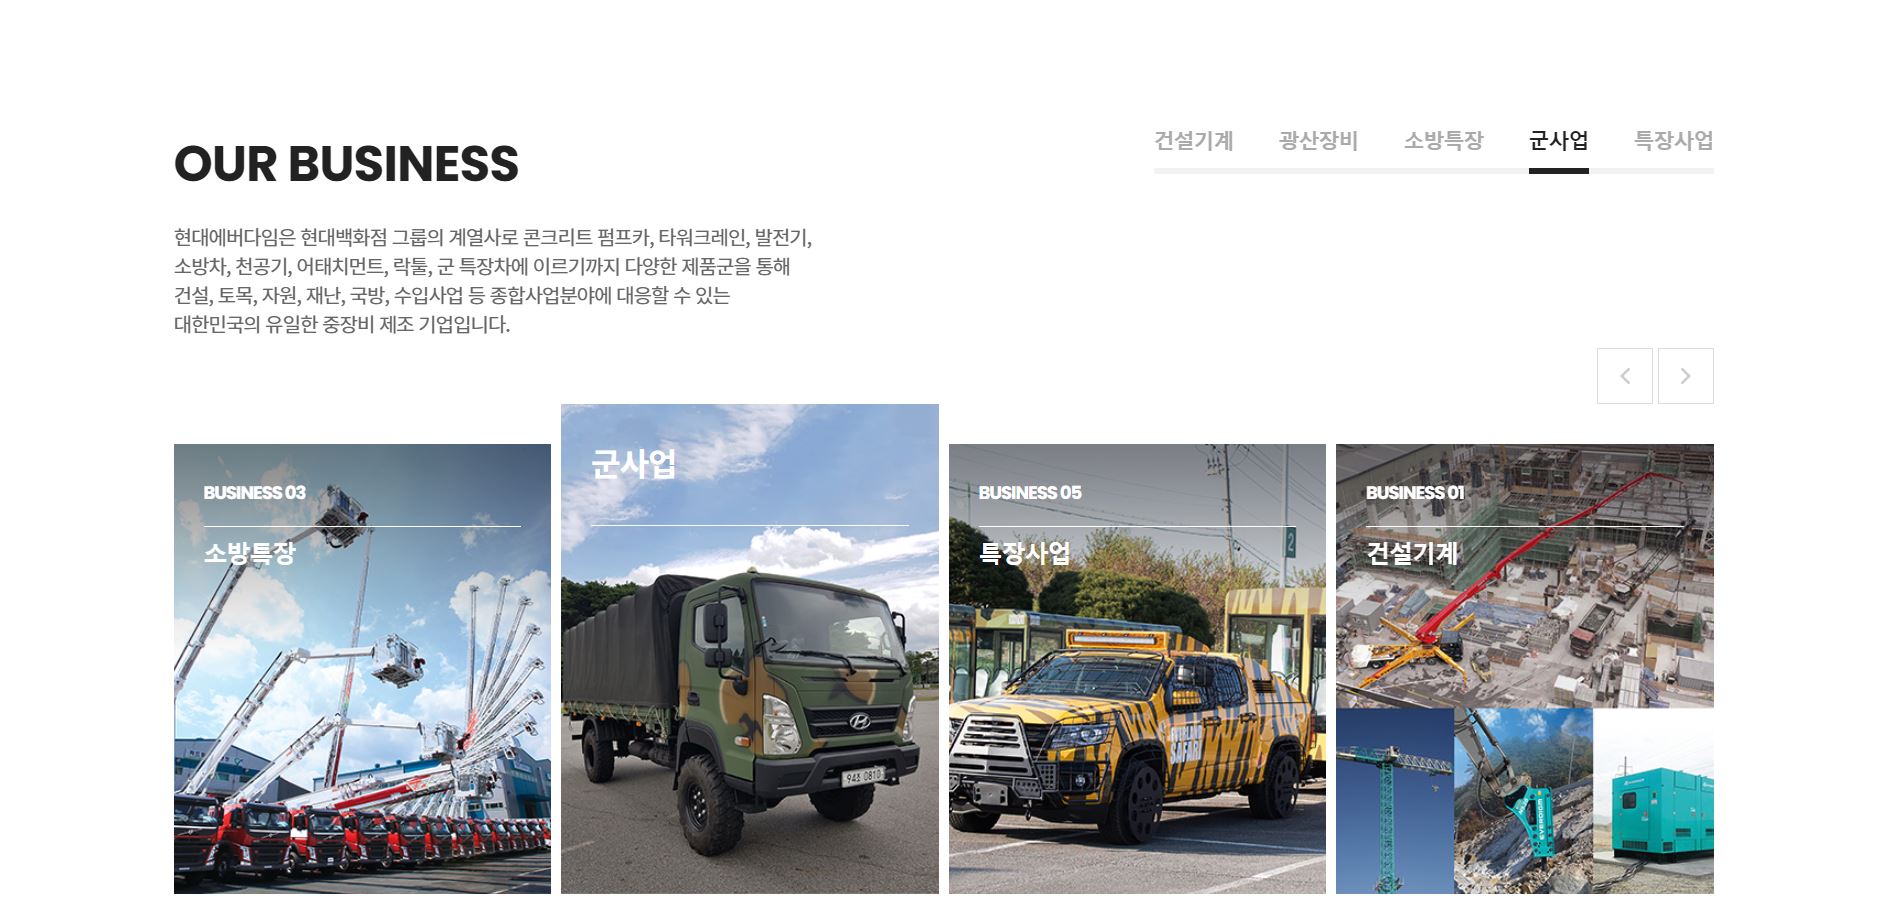 OUR BUSINESS
건설기계 광산장비 소방특장 군사업 특장사업
현대에버다임은 현대백화점 그룹의 계열사로 콘크리트 펌프카, 타워크레인, 발전기,
소방차, 천공기, 어태치먼트, 락툴, 군 특장차에 이르기까지 다양한 제품군을 통해
건설, 토목, 자원, 재난, 국방, 수입사업 등 종합사업분야에 대응할 수 있는
대한민국의 유일한 중장비 제조 기업입니다.
BUSINESS 03
소방특장
군사업
BUSINESS 05
특장사업
2
EVERLAND
SAFARI
BUSINESS 01
건설기계
EVERDIGM